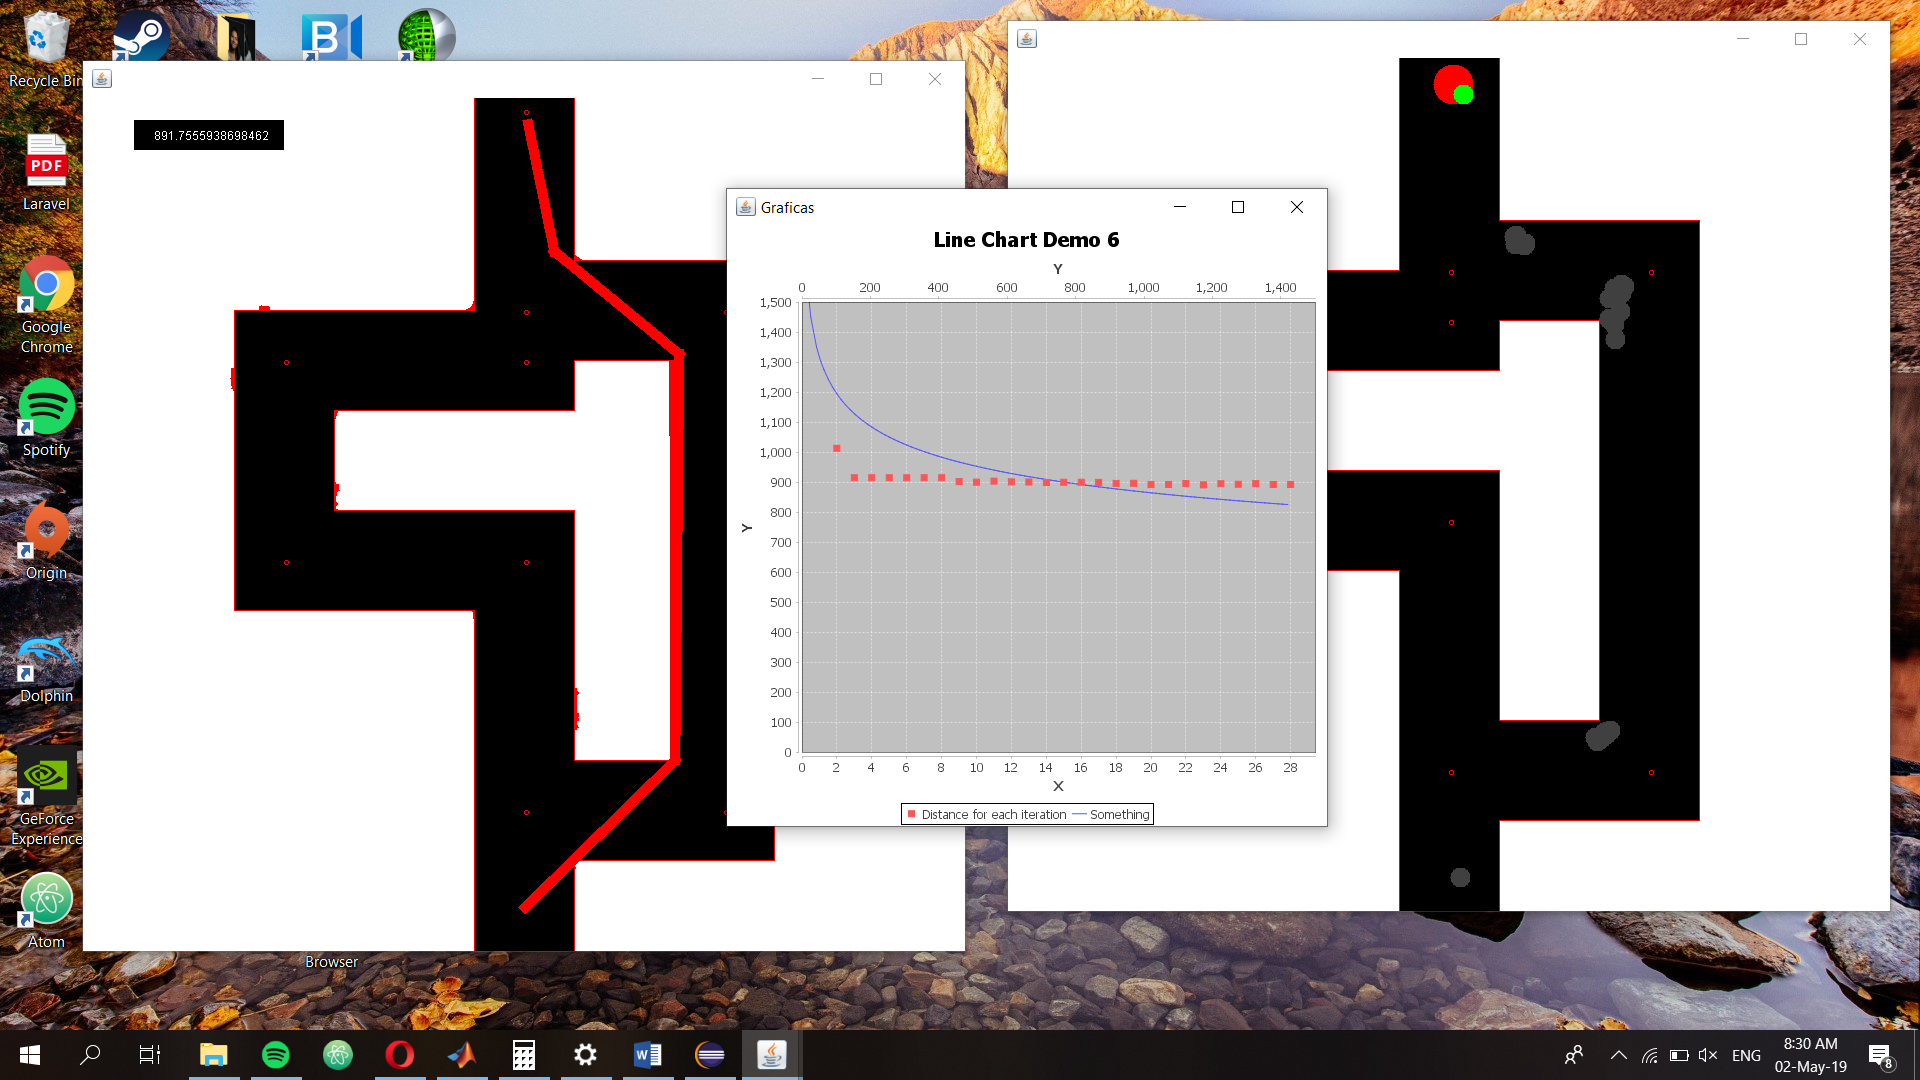 Recycle Bin
PDF
Laravel
Google
Chrome
Spotify
Origin
Dolphin
GeForce
Experience
Atom
B
Browser
891.7555938698462
Graficas
Line Chart Demo 6
Y
0 200 400 600 800 1,000 1,200 1,400
1,500
1,400
1,300
1,200
1,100
1,000
900
800
700
600
500
400
300
200
100
0
Y
0 2 4 6 8 10 12 14 16 18 20 22 24 26 28
X
Distance for each iteration Something
ENG
8:30 AM
02-May-19
8